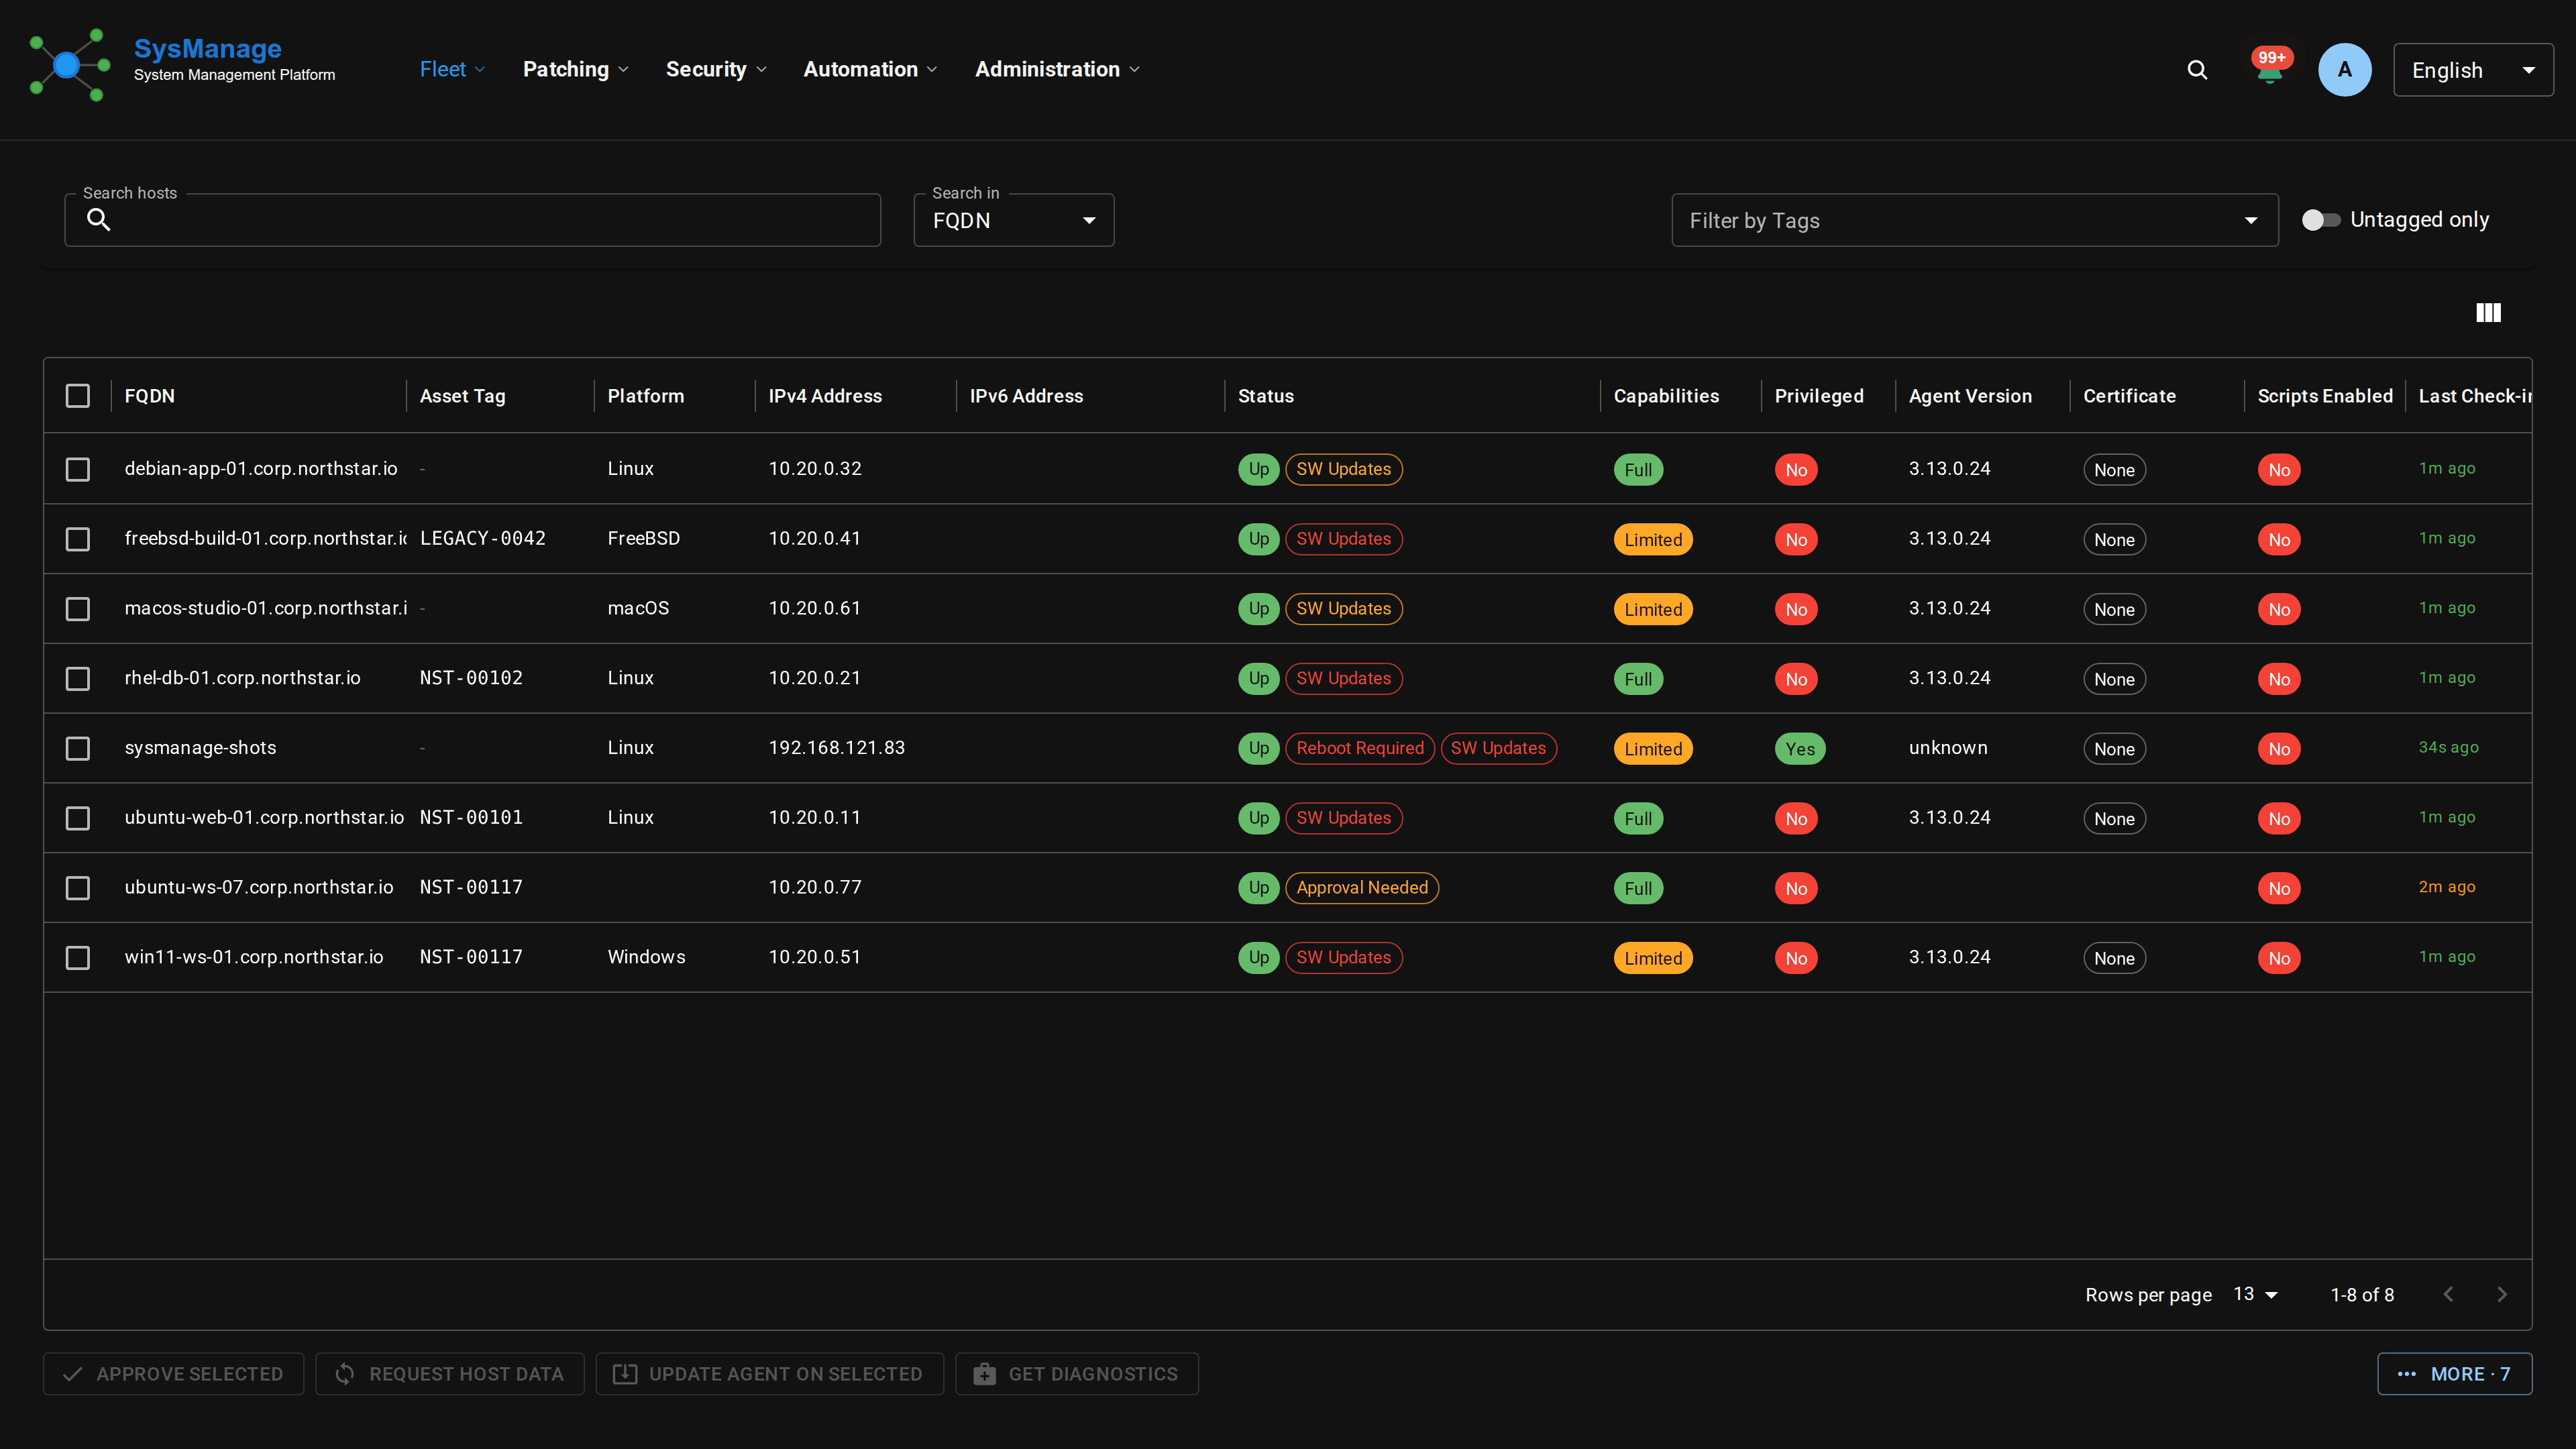 SysManage
System Management Platform
Fleet Patching Security Automation Administration
99+
A
English
Search hosts
Search in
FQDN
Filter by Tags
Untagged only
FQDN Asset Tag Platform IPv4 Address IPv6 Address Status Capabilities Privileged Agent Version Certificate Scripts Enabled Last Check-in
debian-app-01.corp.northstar.io - Linux 10.20.0.32 Up SW Updates Full No 3.13.0.24 None No 1m ago
freebsd-build-01.corp.northstar.io LEGACY-0042 FreeBSD 10.20.0.41 Up SW Updates Limited No 3.13.0.24 None No 1m ago
macos-studio-01.corp.northstar.i - macOS 10.20.0.61 Up SW Updates Limited No 3.13.0.24 None No 1m ago
rhel-db-01.corp.northstar.io NST-00102 Linux 10.20.0.21 Up SW Updates Full No 3.13.0.24 None No 1m ago
sysmanage-shots - Linux 192.168.121.83 Up Reboot Required SW Updates Limited Yes unknown None No 34s ago
ubuntu-web-01.corp.northstar.io NST-00101 Linux 10.20.0.11 Up SW Updates Full No 3.13.0.24 None No 1m ago
ubuntu-ws-07.corp.northstar.io NST-00117 10.20.0.77 Up Approval Needed Full No No 2m ago
win11-ws-01.corp.northstar.io NST-00117 Windows 10.20.0.51 Up SW Updates Limited No 3.13.0.24 None No 1m ago
Rows per page 13 1-8 of 8
APPROVE SELECTED REQUEST HOST DATA UPDATE AGENT ON SELECTED GET DIAGNOSTICS MORE · 7